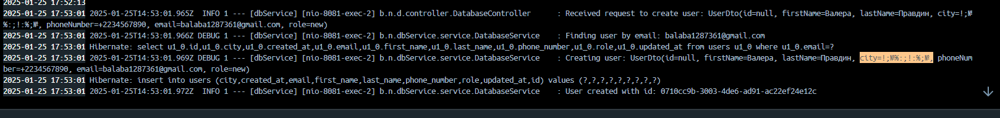 2025-01-25 17:52:13
2025-01-25 17:53:01 2025-01-25T14:53:01.965Z  INFO 1 --- [dbService] [nio-8081-exec-2] b.n.d.controller.DatabaseController      : Received request to create user: UserDto(id=null, firstName=Валера, lastName=Правдин, city=!;№
%:;!:%;№, phoneNumber=+2234567890, email=balaba1287361@gmail.com, role=new)
2025-01-25 17:53:01 2025-01-25T14:53:01.966Z DEBUG 1 --- [dbService] [nio-8081-exec-2] b.n.dbService.service.DatabaseService    : Finding user by email: balaba1287361@gmail.com
2025-01-25 17:53:01 Hibernate: select u1_0.id,u1_0.city,u1_0.created_at,u1_0.email,u1_0.first_name,u1_0.last_name,u1_0.phone_number,u1_0.role,u1_0.updated_at from users u1_0 where u1_0.email=?
2025-01-25 17:53:01 2025-01-25T14:53:01.969Z DEBUG 1 --- [dbService] [nio-8081-exec-2] b.n.dbService.service.DatabaseService    : Creating user: UserDto(id=null, firstName=Валера, lastName=Правдин, city=!;№%:;!:%;№, phoneNum
ber=+2234567890, email=balaba1287361@gmail.com, role=new)
2025-01-25 17:53:01 Hibernate: insert into users (city,created_at,email,first_name,last_name,phone_number,role,updated_at,id) values (?,?,?,?,?,?,?,?,?)
2025-01-25 17:53:01 2025-01-25T14:53:01.972Z  INFO 1 --- [dbService] [nio-8081-exec-2] b.n.dbService.service.DatabaseService    : User created with id: 0710cc9b-3003-4de6-ad91-ac22ef24e12c